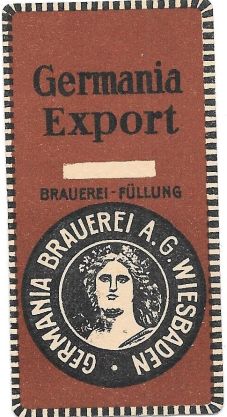 Germania
Export
BRAUEREI-FÜLLUNG
GERMANIA BRAUEREI A.G. WIESBADEN ·